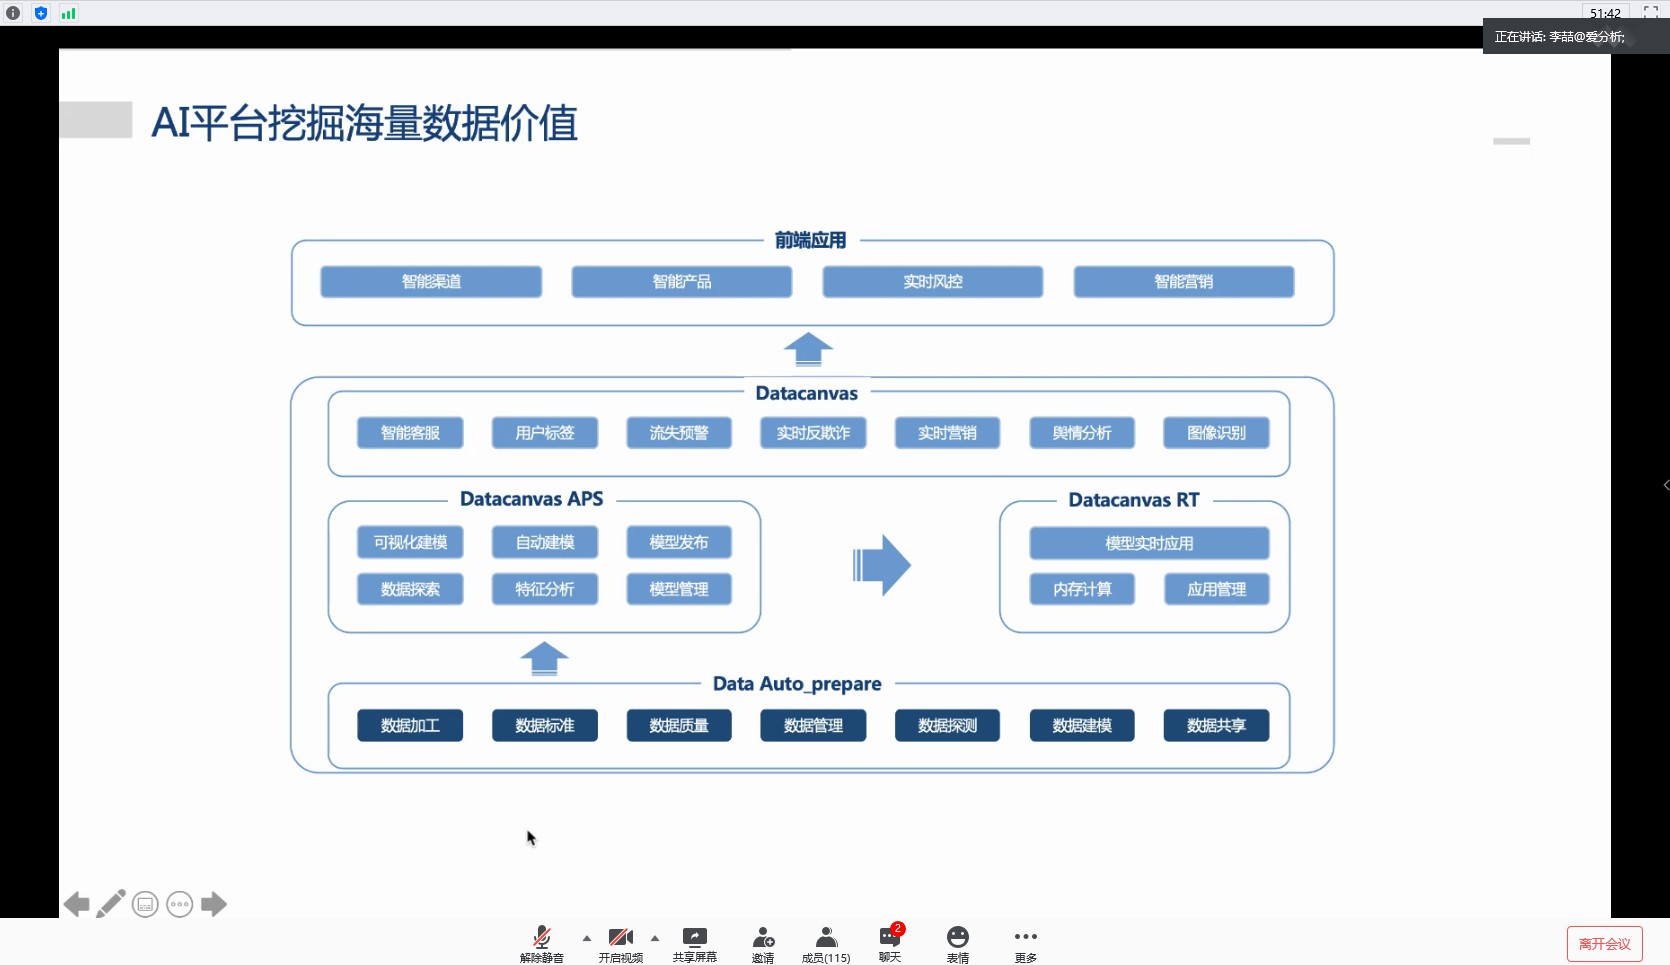 51:42
正在讲话: 李喆@爱分析;
AI平台挖掘海量数据价值
前端应用
智能渠道 智能产品 实时风控 智能营销
Datacanvas
智能客服 用户标签 流失预警 实时反欺诈 实时营销 舆情分析 图像识别
Datacanvas APS
可视化建模 自动建模 模型发布
数据探索 特征分析 模型管理
Datacanvas RT
模型实时应用
内存计算 应用管理
Data Auto_prepare
数据加工 数据标准 数据质量 数据管理 数据探测 数据建模 数据共享
2
解除静音 开启视频 共享屏幕 邀请 成员(115) 聊天 表情 更多
离开会议